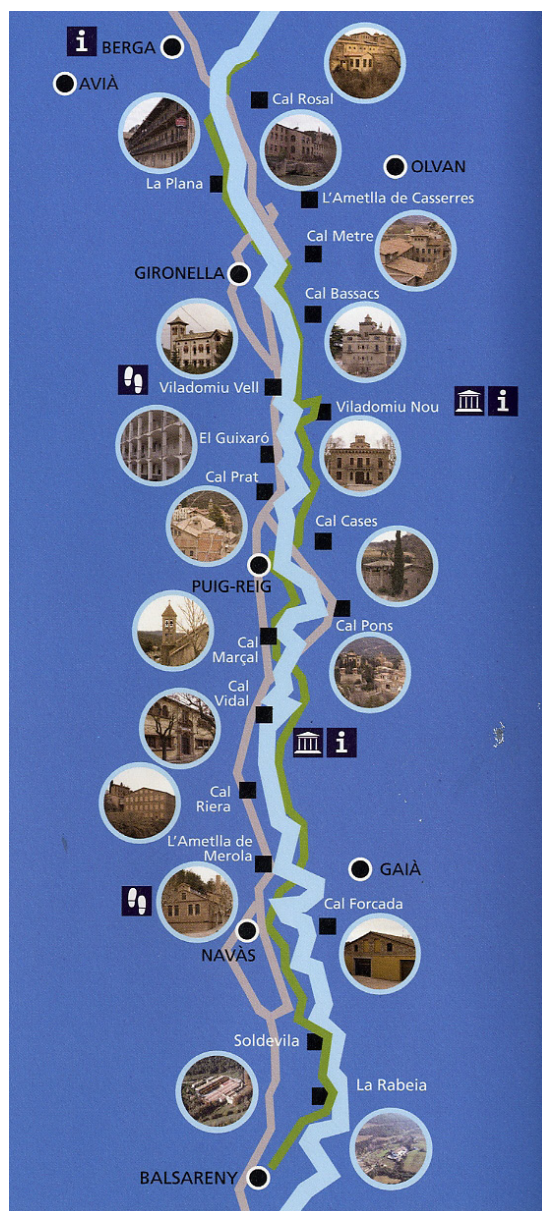 i BERGA
AVIÀ
Cal Rosal
OLVAN
La Plana
L'Ametlla de Casserres
Cal Metre
GIRONELLA
Cal Bassacs
Viladomiu Vell
Viladomiu Nou
i
El Guixaró
Cal Prat
Cal Cases
PUIG-REIG
Cal Pons
Cal
Marçal
Cal
Vidal
i
Cal
Riera
L'Ametlla de
Merola
GAIÀ
Cal Forcada
NAVÀS
Soldevila
La Rabeia
BALSARENY